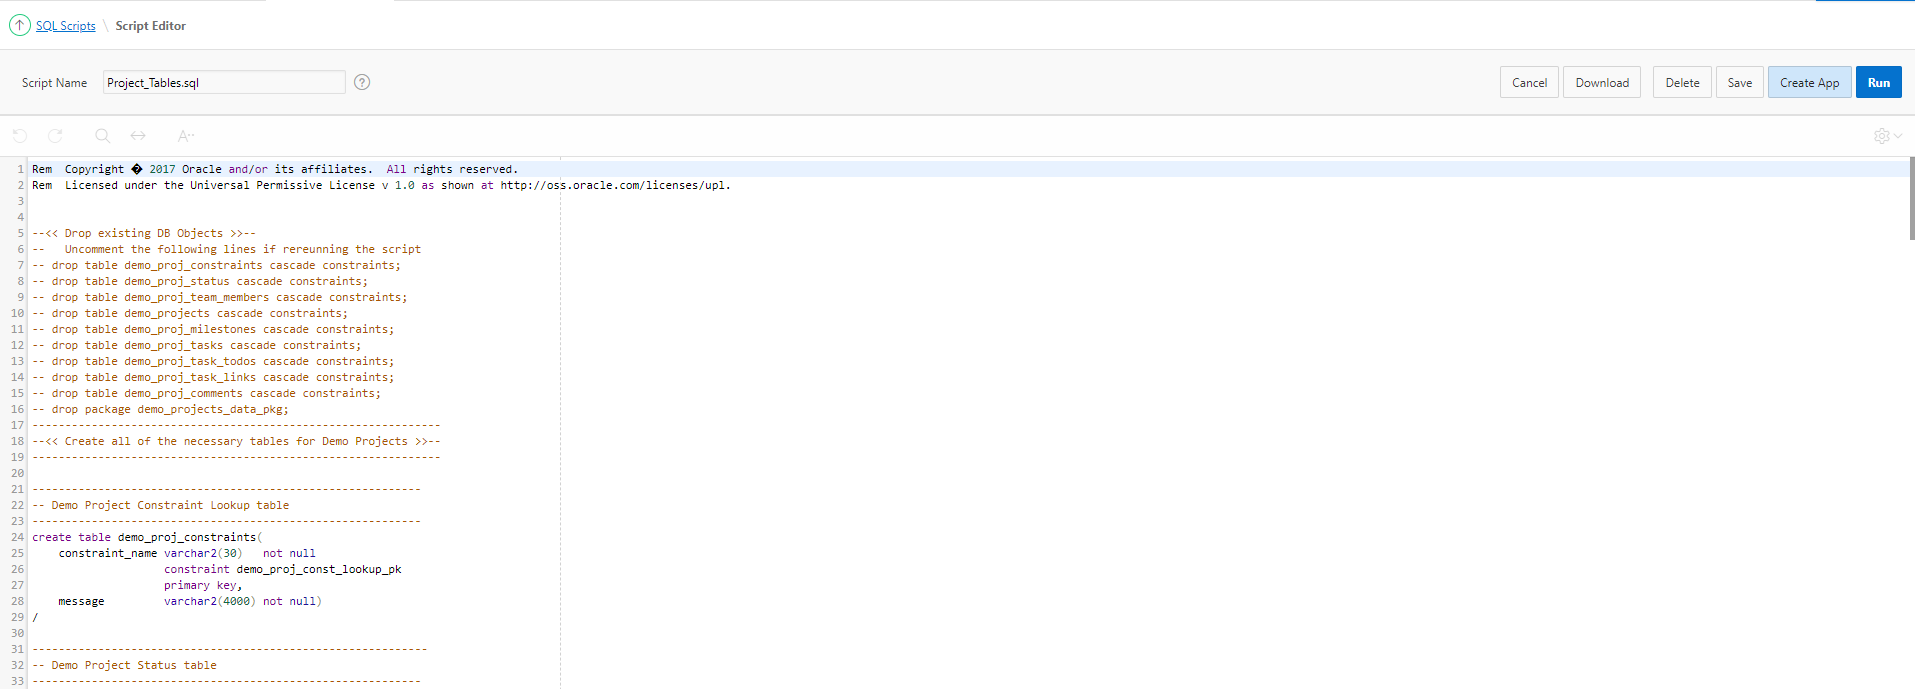 SQL Scripts \ Script Editor
Script Name Project_Tables.sql ? Cancel Download Delete Save Create App Run
A
1 Rem  Copyright � 2017 Oracle and/or its affiliates.  All rights reserved.
2 Rem  Licensed under the Universal Permissive License v 1.0 as shown at http://oss.oracle.com/licenses/upl.
3
4
5 --<< Drop existing DB Objects >>--
6 --   Uncomment the following lines if rereunning the script
7 -- drop table demo_proj_constraints cascade constraints;
8 -- drop table demo_proj_status cascade constraints;
9 -- drop table demo_proj_team_members cascade constraints;
10 -- drop table demo_projects cascade constraints;
11 -- drop table demo_proj_milestones cascade constraints;
12 -- drop table demo_proj_tasks cascade constraints;
13 -- drop table demo_proj_task_todos cascade constraints;
14 -- drop table demo_proj_task_links cascade constraints;
15 -- drop table demo_proj_comments cascade constraints;
16 -- drop package demo_projects_data_pkg;
17 --------------------------------------------------------------
18 --<< Create all of the necessary tables for Demo Projects >>--
19 --------------------------------------------------------------
20
21 -----------------------------------------------------------
22 -- Demo Project Constraint Lookup table
23 -----------------------------------------------------------
24 create table demo_proj_constraints(
25     constraint_name varchar2(30)   not null
26                     constraint demo_proj_const_lookup_pk
27                     primary key,
28     message         varchar2(4000) not null)
29 /
30
31 ------------------------------------------------------------
32 -- Demo Project Status table
33 -----------------------------------------------------------